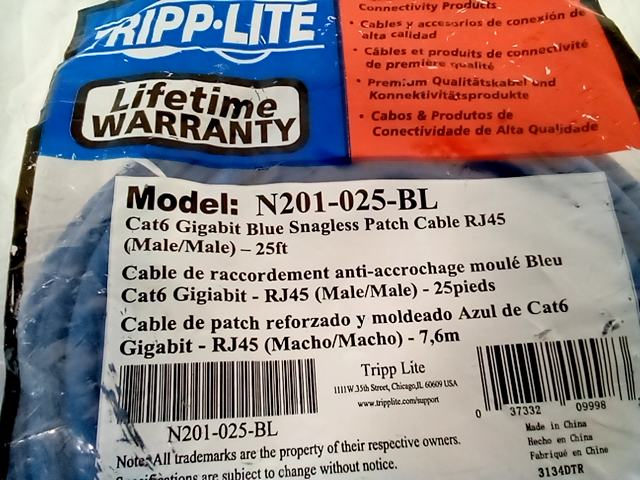 TRIPP·LITE
Lifetime
WARRANTY
Connectivity Products
• Cables y accesorios de conexión de
alta calidad
• Câbles et produits de connectivité
de première qualité
• Premium Qualitätskabel und
Konnektivitätsprodukte
• Cabos & Produtos de
Conectividade de Alta Qualidade
Model: N201-025-BL
Cat6 Gigabit Blue Snagless Patch Cable RJ45
(Male/Male) – 25ft
Cable de raccordement anti-accrochage moulé Bleu
Cat6 Gigiabit - RJ45 (Male/Male) - 25pieds
Cable de patch reforzado y moldeado Azul de Cat6
Gigabit - RJ45 (Macho/Macho) - 7,6m
N201-025-BL
Tripp Lite
1111W.35th Street, Chicago,IL 60609 USA
www.tripplite.com/support
0 37332 09998
Made in China
Hecho en China
Fabriqué en Chine
3134DTR
Note: All trademarks are the property of their respective owners.
Specifications are subject to change without notice.